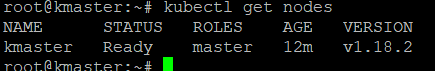 root@kmaster:~# kubectl get nodes
NAME      STATUS   ROLES    AGE   VERSION
kmaster   Ready    master   12m   v1.18.2
root@kmaster:~#